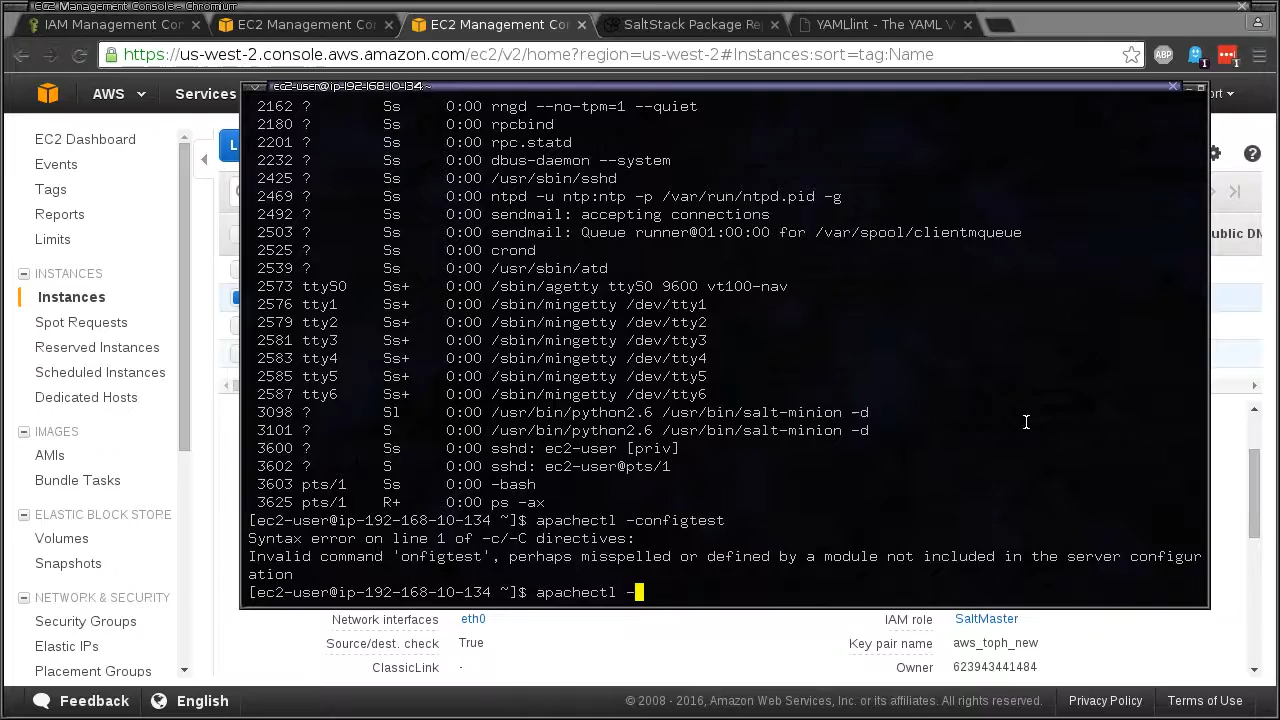 EC2 Management Console - Chromium
IAM Management Cons
EC2 Management Cons
EC2 Management Cons
SaltStack Package Re
YAMLlint - The YAML V
https://us-west-2.console.aws.amazon.com/ec2/v2/home?region=us-west-2#Instances:sort=tag:Name
ABP
1
1
AWS
Services
ort
EC2 Dashboard
Events
Tags
Reports
Limits
INSTANCES
Instances
Spot Requests
Reserved Instances
Scheduled Instances
Dedicated Hosts
IMAGES
AMIs
Bundle Tasks
ELASTIC BLOCK STORE
Volumes
Snapshots
NETWORK & SECURITY
Security Groups
Elastic IPs
Placement Groups
L
ublic DN
ec2-user@ip-192-168-10-134:~
2162 ? Ss 0:00 rngd --no-tpm=1 --quiet
2180 ? Ss 0:00 rpcbind
2201 ? Ss 0:00 rpc.statd
2232 ? Ss 0:00 dbus-daemon --system
2425 ? Ss 0:00 /usr/sbin/sshd
2469 ? Ss 0:00 ntpd -u ntp:ntp -p /var/run/ntpd.pid -g
2492 ? Ss 0:00 sendmail: accepting connections
2503 ? Ss 0:00 sendmail: Queue runner@01:00:00 for /var/spool/clientmqueue
2525 ? Ss 0:00 crond
2539 ? Ss 0:00 /usr/sbin/atd
2573 ttyS0 Ss+ 0:00 /sbin/agetty ttyS0 9600 vt100-nav
2576 tty1 Ss+ 0:00 /sbin/mingetty /dev/tty1
2579 tty2 Ss+ 0:00 /sbin/mingetty /dev/tty2
2581 tty3 Ss+ 0:00 /sbin/mingetty /dev/tty3
2583 tty4 Ss+ 0:00 /sbin/mingetty /dev/tty4
2585 tty5 Ss+ 0:00 /sbin/mingetty /dev/tty5
2587 tty6 Ss+ 0:00 /sbin/mingetty /dev/tty6
3098 ? Sl 0:00 /usr/bin/python2.6 /usr/bin/salt-minion -d
3101 ? S 0:00 /usr/bin/python2.6 /usr/bin/salt-minion -d
3600 ? Ss 0:00 sshd: ec2-user [priv]
3602 ? S 0:00 sshd: ec2-user@pts/1
3603 pts/1 Ss 0:00 -bash
3625 pts/1 R+ 0:00 ps -ax
[ec2-user@ip-192-168-10-134 ~]$ apachectl -configtest
Syntax error on line 1 of -c/-C directives:
Invalid command 'onfigtest', perhaps misspelled or defined by a module not included in the server configur
ation
[ec2-user@ip-192-168-10-134 ~]$ apachectl -
Network interfaces eth0 IAM role SaltMaster
Source/dest. check True Key pair name aws_toph_new
ClassicLink - Owner 623943441484
Feedback
English
© 2008 - 2016, Amazon Web Services, Inc. or its affiliates. All rights reserved.
Privacy Policy
Terms of Use